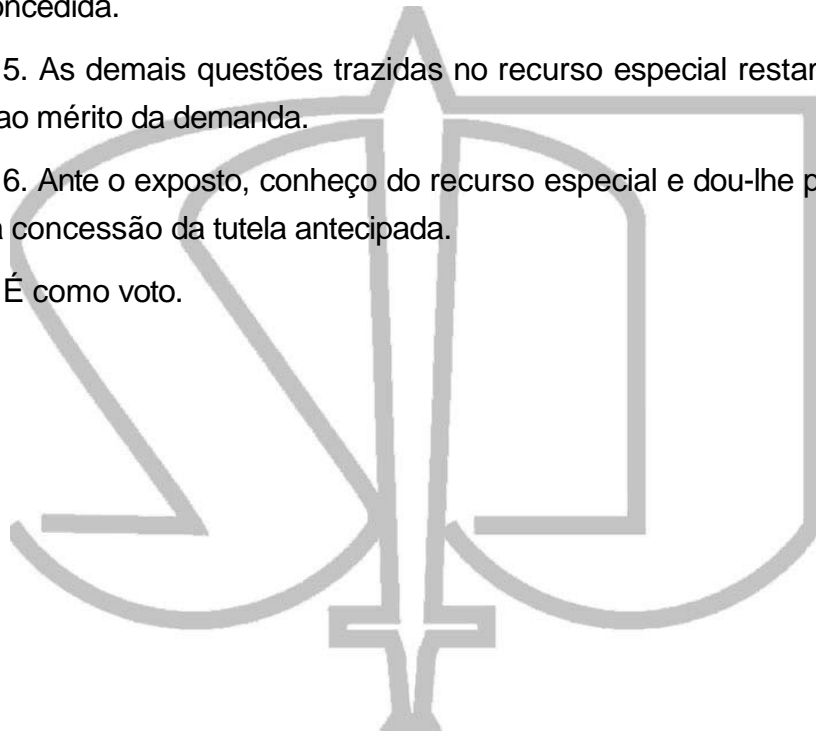 oncedida.
5. As demais questões trazidas no recurso especial restar
ao mérito da demanda.
6. Ante o exposto, conheço do recurso especial e dou-lhe p
a concessão da tutela antecipada.
É como voto.